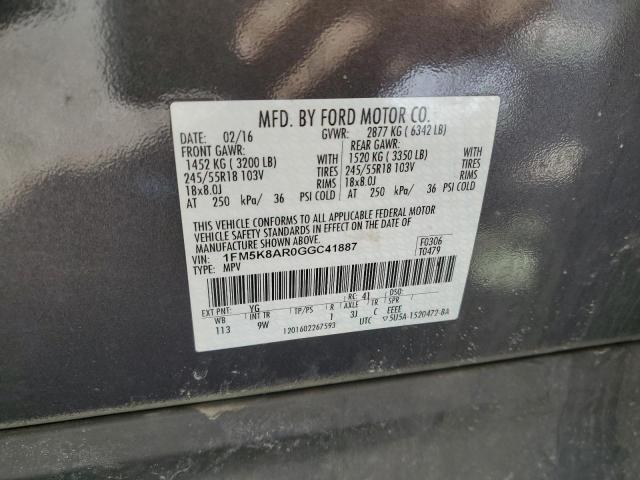 MFD. BY FORD MOTOR CO.
DATE: 02/16 GVWR: 2877 KG ( 6342 LB)
FRONT GAWR: REAR GAWR:
1452 KG ( 3200 LB) WITH 1520 KG ( 3350 LB) WITH
245/55R18 103V TIRES 245/55R18 103V TIRES
18x8.0J RIMS 18x8.0J RIMS
AT 250 kPa/ 36 PSI COLD AT 250 kPa/ 36 PSI COLD
THIS VEHICLE CONFORMS TO ALL APPLICABLE FEDERAL MOTOR
VEHICLE SAFETY STANDARDS IN EFFECT ON THE DATE OF
MANUFACTURE SHOWN ABOVE.
VIN: 1FM5K8AR0GGC41887 F0306
TYPE: MPV T0479
EXT PNT: YG RC: 41
WB INT TR TP/PS R AXLE TR SPR
113 9W 1 3J C EEEE
1201602267593 UTC ▽5U5A-1520472-BA